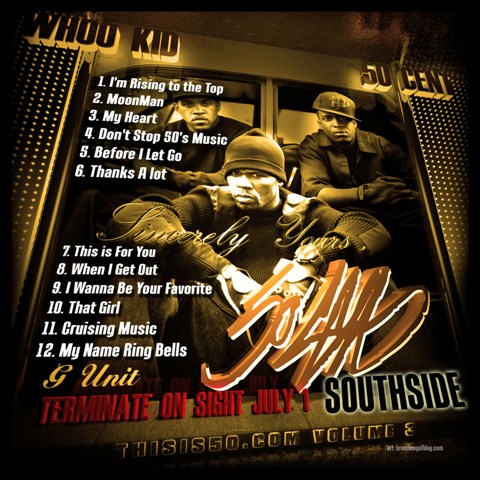 WHOO KID
50 CENT
1. I'm Rising to the Top
2. MoonMan
3. My Heart
4. Don't Stop 50's Music
5. Before I Let Go
6. Thanks A lot
Sincerely Yours
7. This is For You
8. When I Get Out
9. I Wanna Be Your Favorite
10. That Girl
11. Cruising Music
12. My Name Ring Bells
G Unit
SOUTHSIDE
TERMINATE ON SIGHT JULY 1
THISIS50.COM VOLUME 3